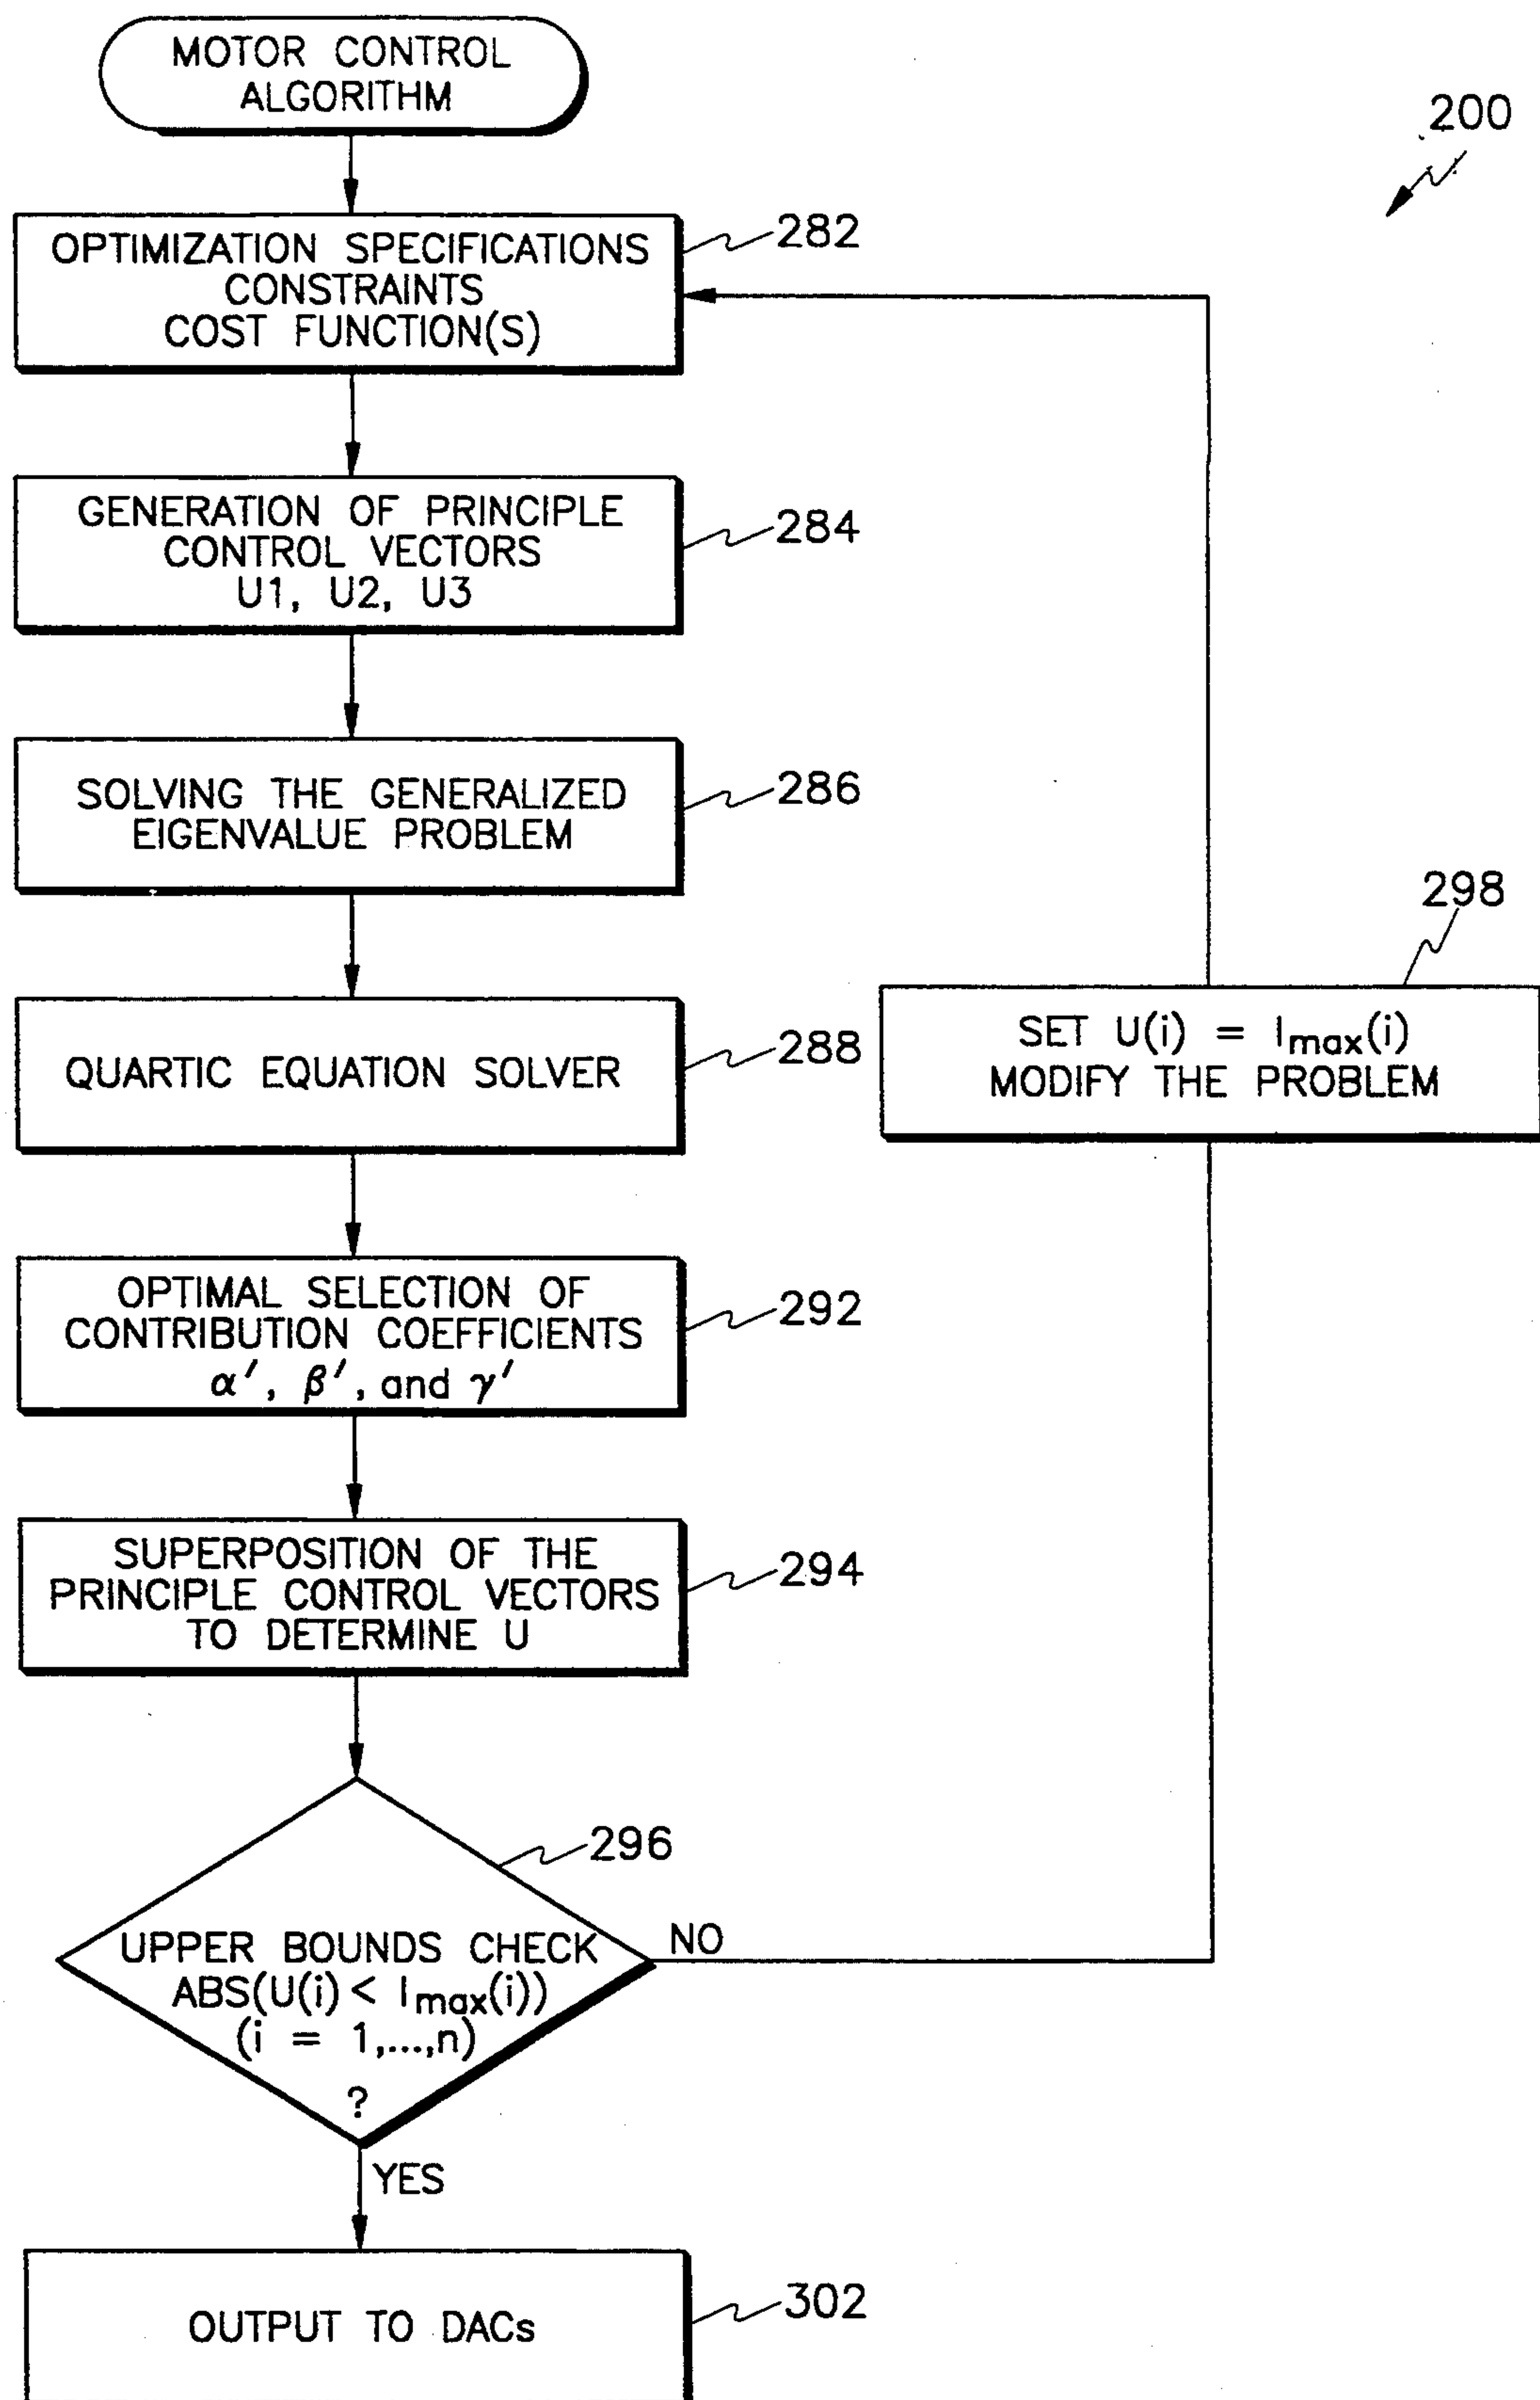 MOTOR CONTROL
ALGORITHM
200
OPTIMIZATION SPECIFICATIONS
CONSTRAINTS
COST FUNCTION(S)
282
GENERATION OF PRINCIPLE
CONTROL VECTORS
U1, U2, U3
284
SOLVING THE GENERALIZED
EIGENVALUE PROBLEM
286
298
SET U(i) = Imax(i)
MODIFY THE PROBLEM
QUARTIC EQUATION SOLVER
288
OPTIMAL SELECTION OF
CONTRIBUTION COEFFICIENTS
α', β', and γ'
292
SUPERPOSITION OF THE
PRINCIPLE CONTROL VECTORS
TO DETERMINE U
294
296
UPPER BOUNDS CHECK
ABS(U(i) < Imax(i))
(i = 1,...,n)
?
NO
YES
OUTPUT TO DACs
302